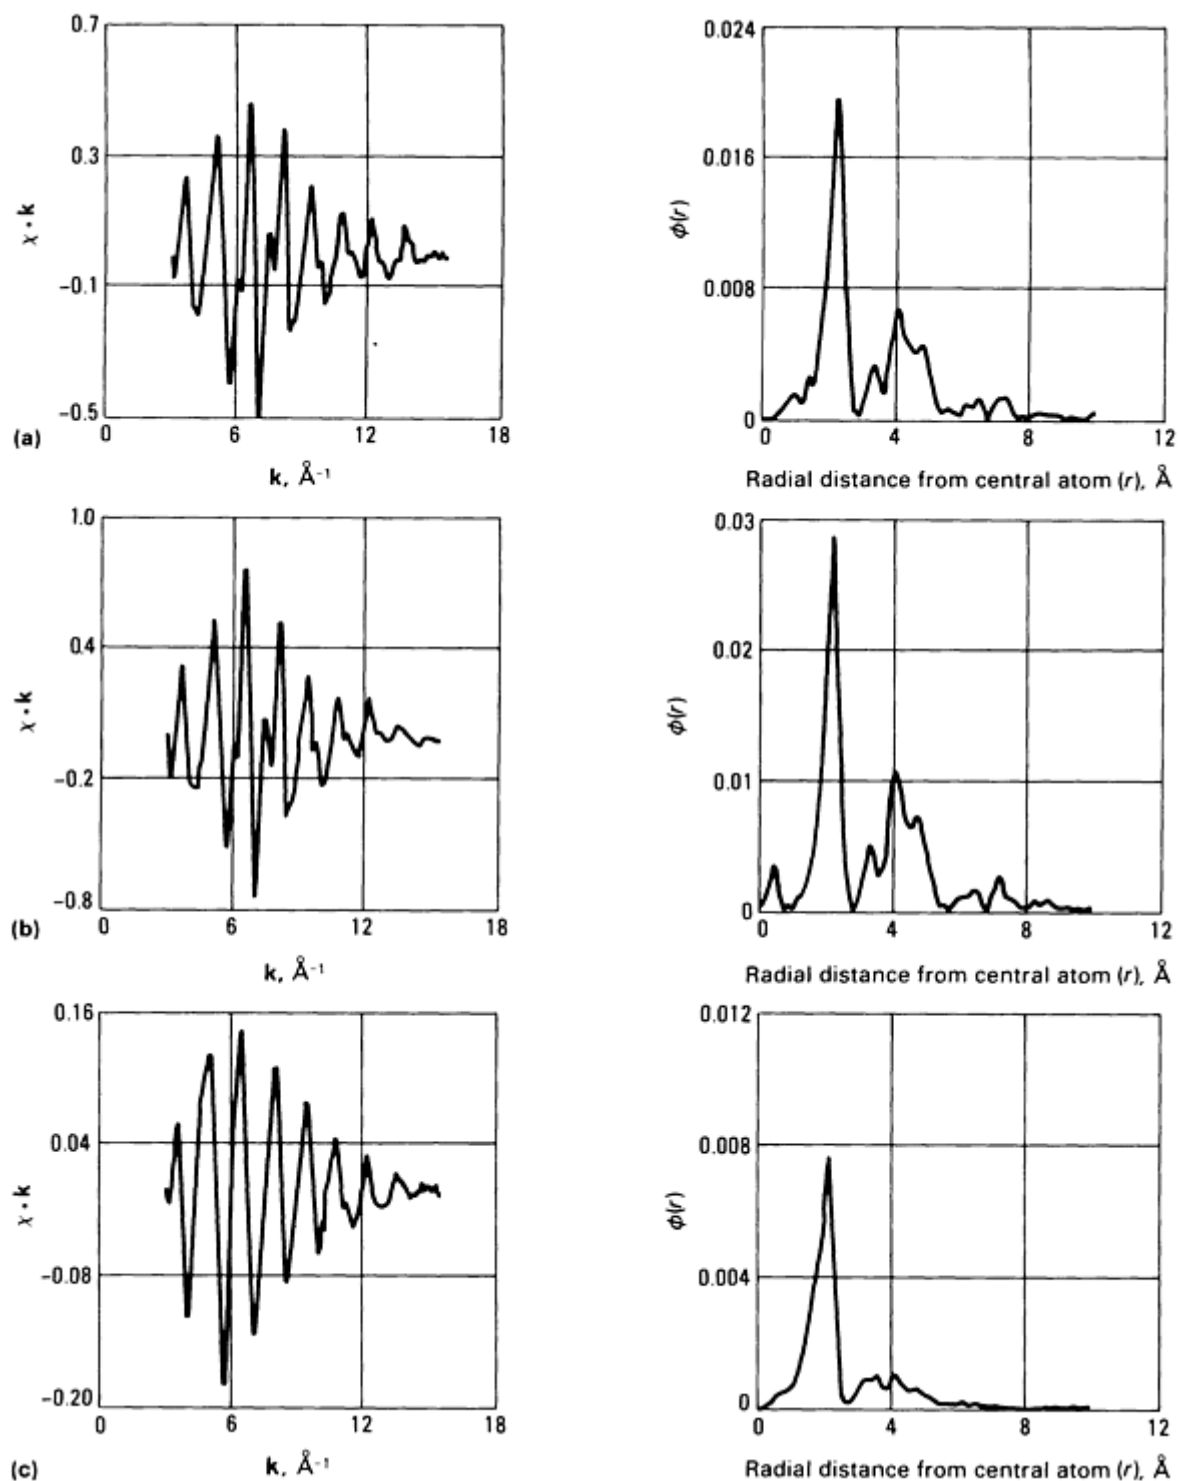 0.7
0.3
-0.1
-0.5
χ • k
0 6 12 18
k, Å⁻¹
(a)
0.024
0.016
0.008
0
ϕ(r)
0 4 8 12
Radial distance from central atom (r), Å
1.0
0.4
-0.2
-0.8
χ • k
0 6 12 18
k, Å⁻¹
(b)
0.03
0.02
0.01
0
ϕ(r)
0 4 8 12
Radial distance from central atom (r), Å
0.16
0.04
-0.08
-0.20
χ • k
0 6 12 18
k, Å⁻¹
(c)
0.012
0.008
0.004
0
ϕ(r)
0 4 8 12
Radial distance from central atom (r), Å